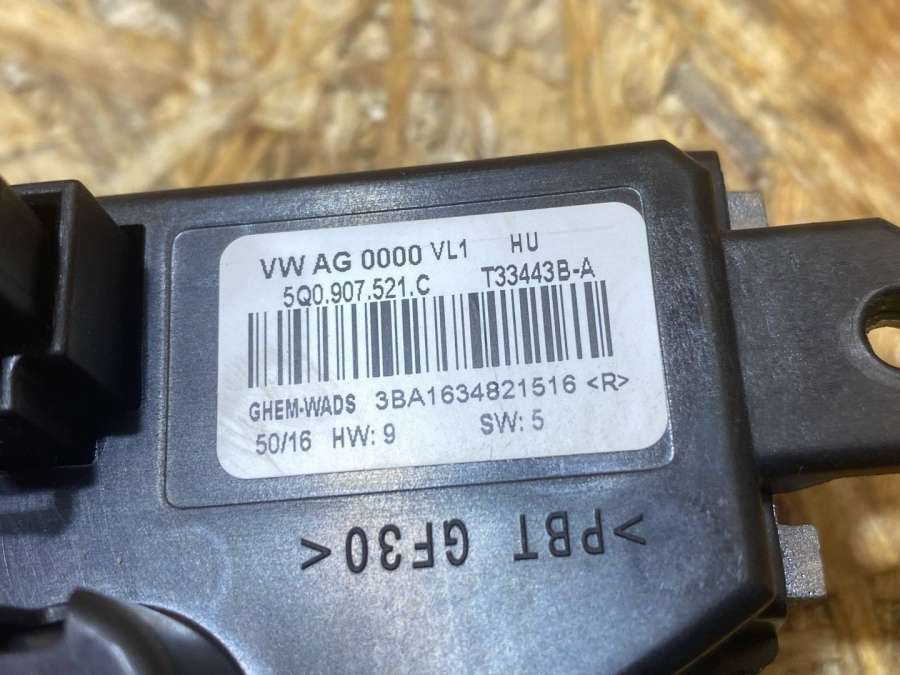 VW AG 0000 VL1 HU
5Q0.907.521.C T33443B-A
GHEM-WADS 3BA1634821516 <R>
50/16 HW: 9 SW: 5
>PBT GF30<